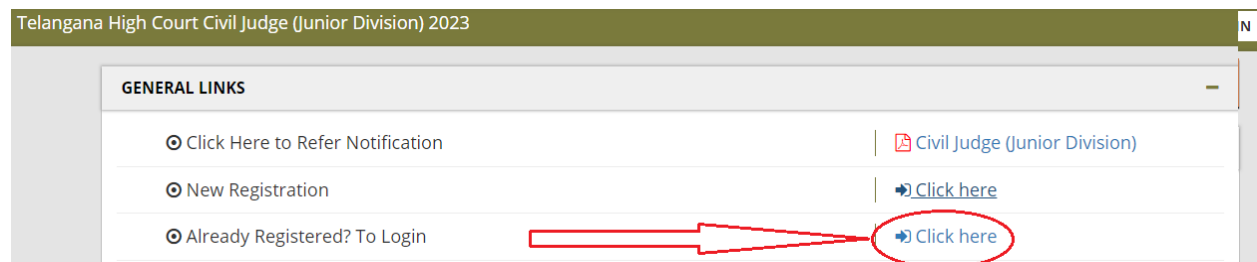 Telangana High Court Civil Judge (Junior Division) 2023
N
GENERAL LINKS
Click Here to Refer Notification
Civil Judge (Junior Division)
New Registration
Click here
Already Registered? To Login
Click here